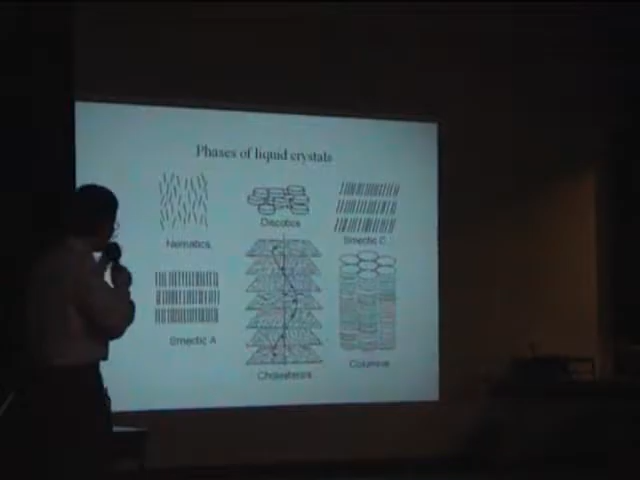 Phases of liquid crystals
Nematics
Discotics
Smectic C
Smectic A
Cholesterics
Columnar